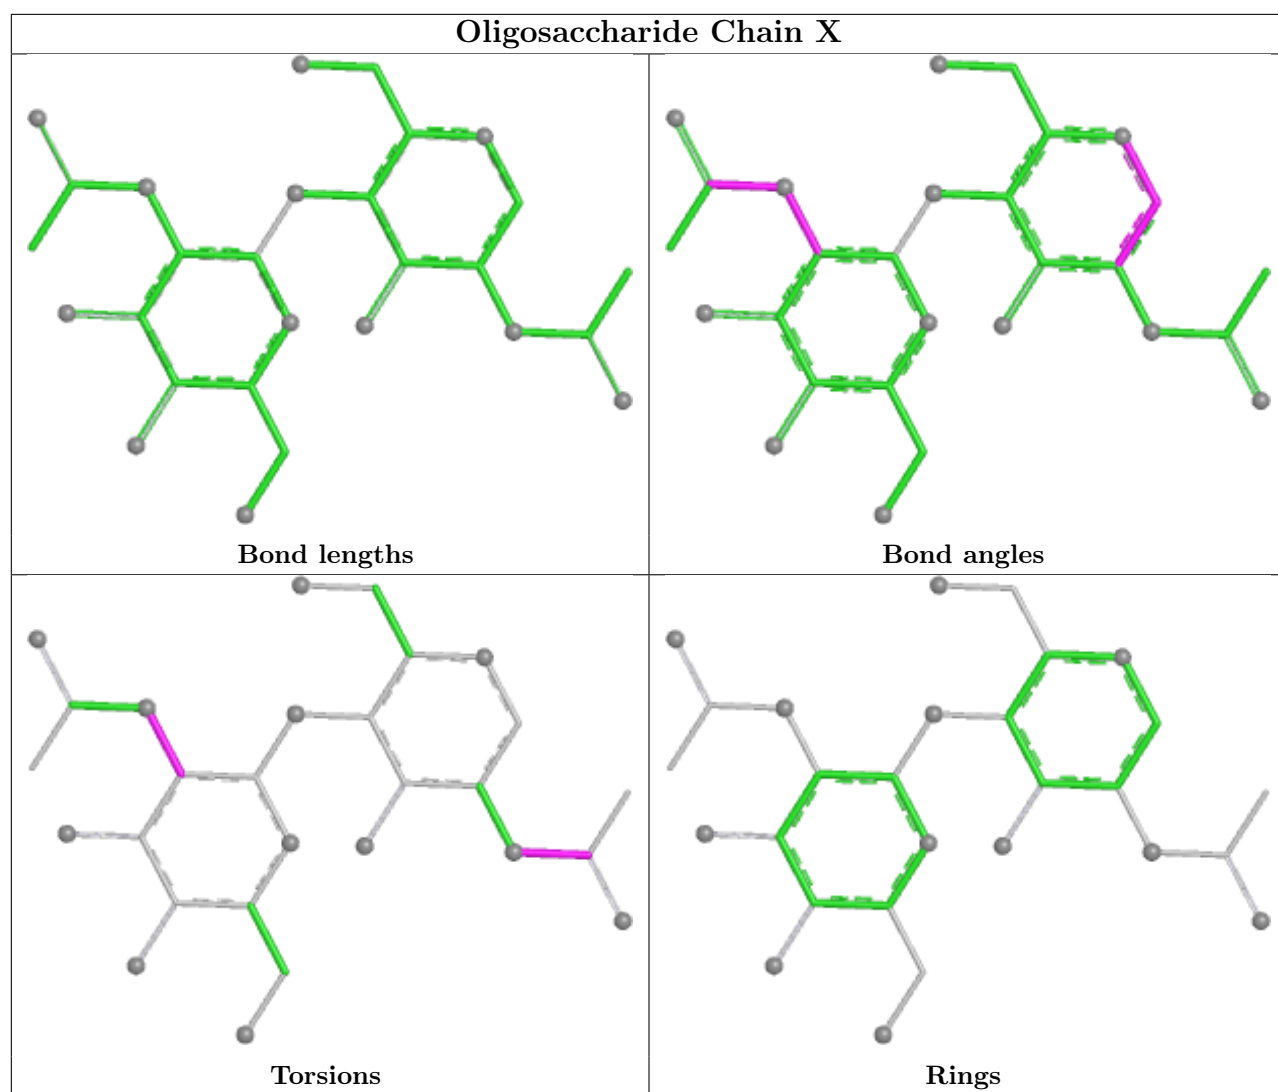 Oligosaccharide Chain X
Bond lengths
Bond angles
Torsions
Rings